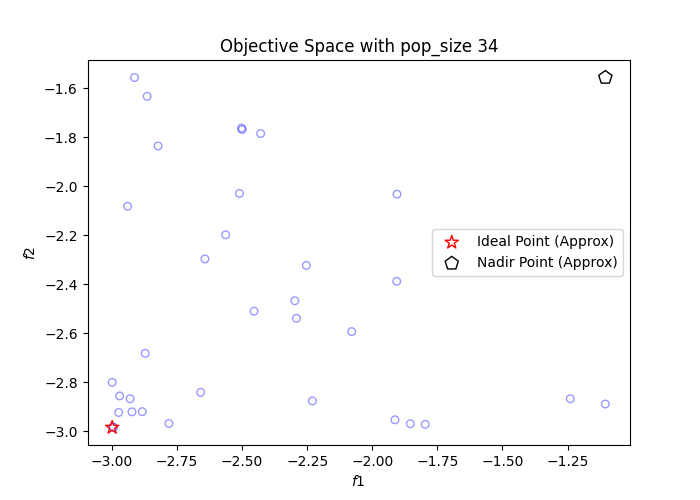 Objective Space with pop_size 34
−1.6
−1.8
−2.0
−2.2
−2.4
−2.6
−2.8
−3.0
f2
Ideal Point (Approx)
Nadir Point (Approx)
−3.00 −2.75 −2.50 −2.25 −2.00 −1.75 −1.50 −1.25
f1